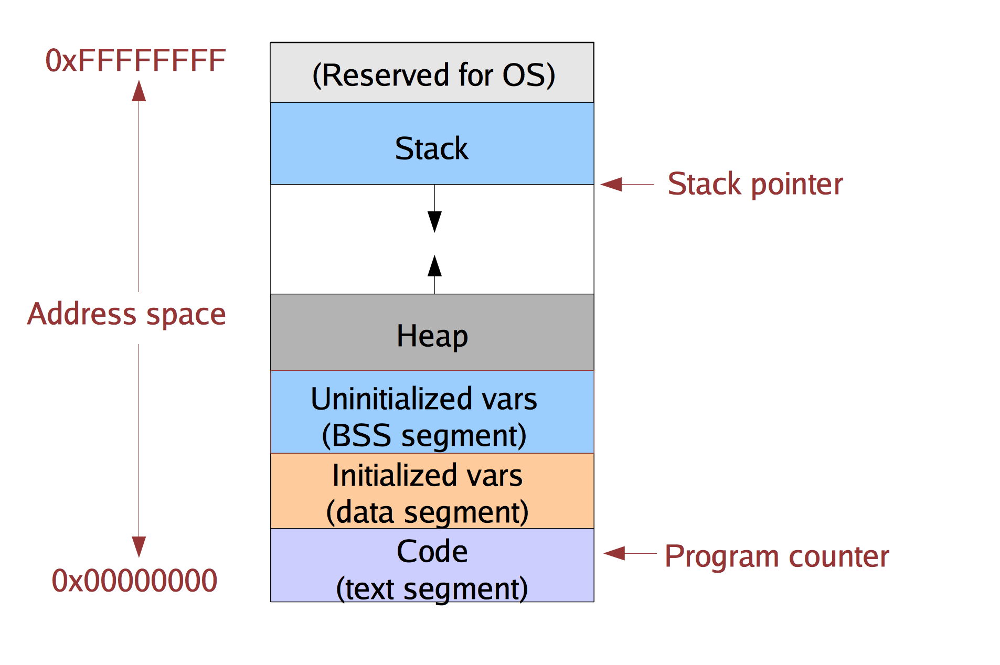 0xFFFFFFFF
(Reserved for OS)
Stack
Stack pointer
Address space
Heap
Uninitialized vars
(BSS segment)
Initialized vars
(data segment)
Code
(text segment)
Program counter
0x00000000